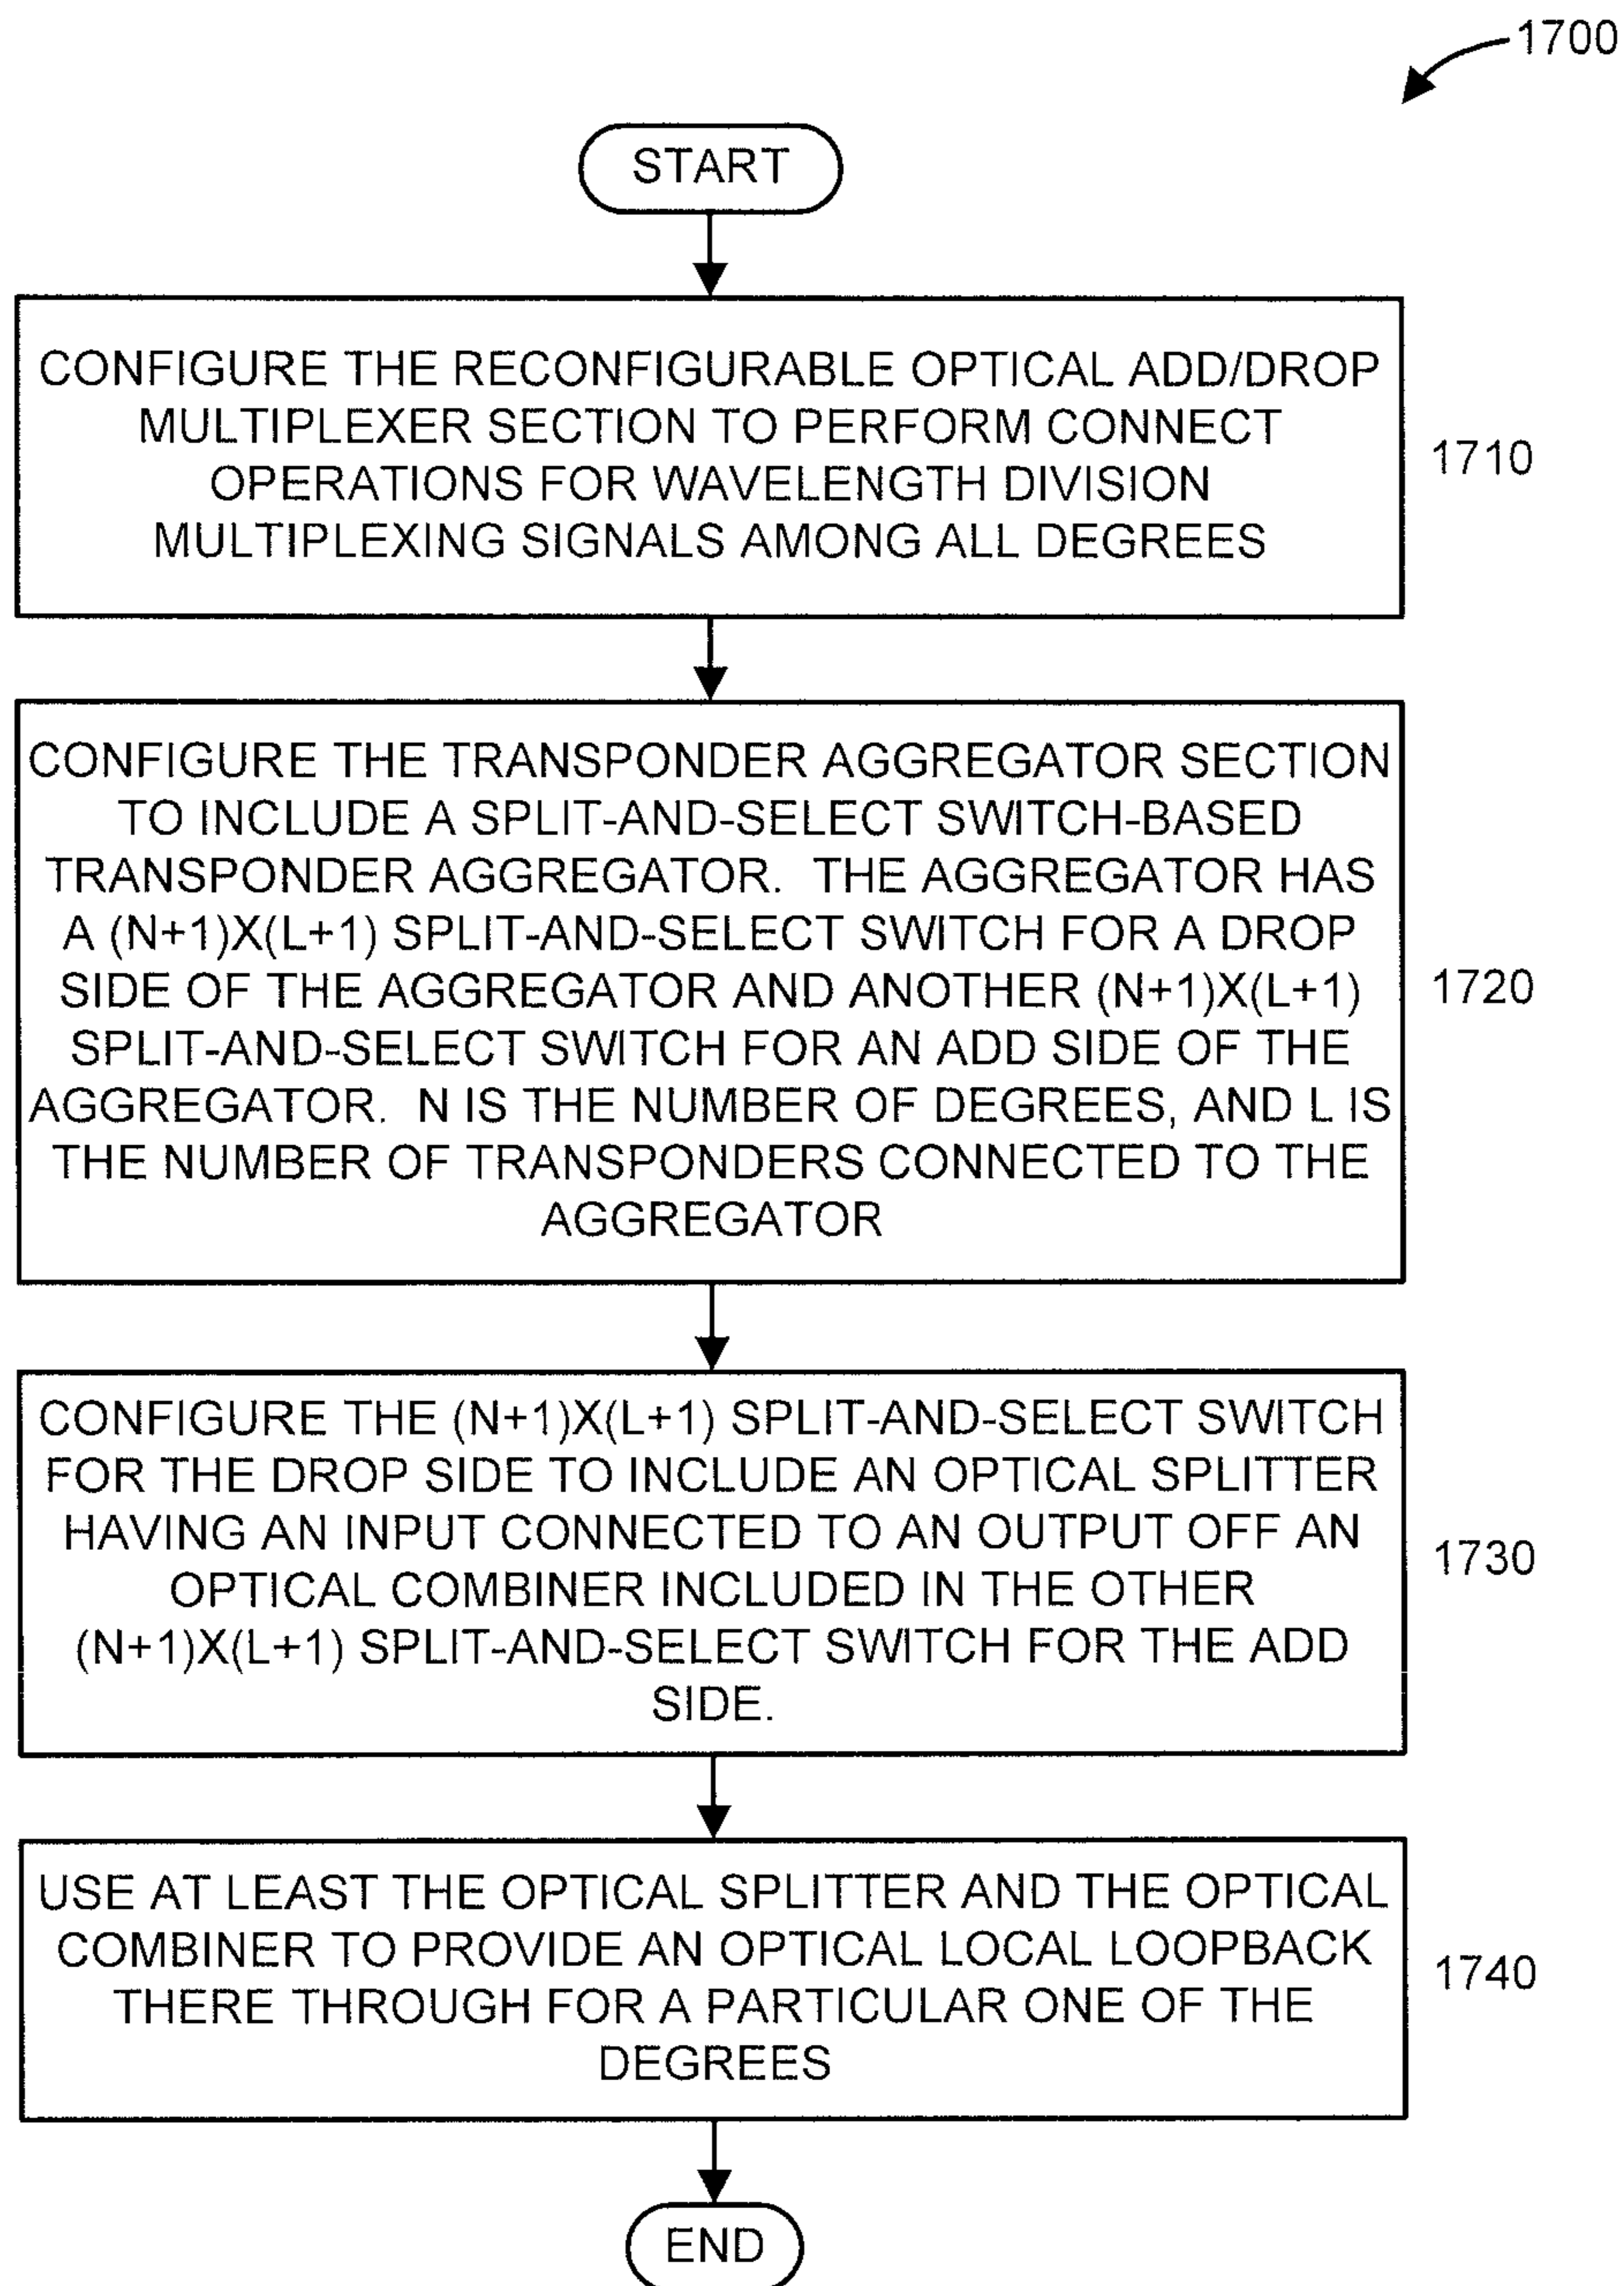 1700
START
CONFIGURE THE RECONFIGURABLE OPTICAL ADD/DROP
MULTIPLEXER SECTION TO PERFORM CONNECT
OPERATIONS FOR WAVELENGTH DIVISION
MULTIPLEXING SIGNALS AMONG ALL DEGREES
1710
CONFIGURE THE TRANSPONDER AGGREGATOR SECTION
TO INCLUDE A SPLIT-AND-SELECT SWITCH-BASED
TRANSPONDER AGGREGATOR. THE AGGREGATOR HAS
A (N+1)X(L+1) SPLIT-AND-SELECT SWITCH FOR A DROP
SIDE OF THE AGGREGATOR AND ANOTHER (N+1)X(L+1)
SPLIT-AND-SELECT SWITCH FOR AN ADD SIDE OF THE
AGGREGATOR. N IS THE NUMBER OF DEGREES, AND L IS
THE NUMBER OF TRANSPONDERS CONNECTED TO THE
AGGREGATOR
1720
CONFIGURE THE (N+1)X(L+1) SPLIT-AND-SELECT SWITCH
FOR THE DROP SIDE TO INCLUDE AN OPTICAL SPLITTER
HAVING AN INPUT CONNECTED TO AN OUTPUT OFF AN
OPTICAL COMBINER INCLUDED IN THE OTHER
(N+1)X(L+1) SPLIT-AND-SELECT SWITCH FOR THE ADD
SIDE.
1730
USE AT LEAST THE OPTICAL SPLITTER AND THE OPTICAL
COMBINER TO PROVIDE AN OPTICAL LOCAL LOOPBACK
THERE THROUGH FOR A PARTICULAR ONE OF THE
DEGREES
1740
END